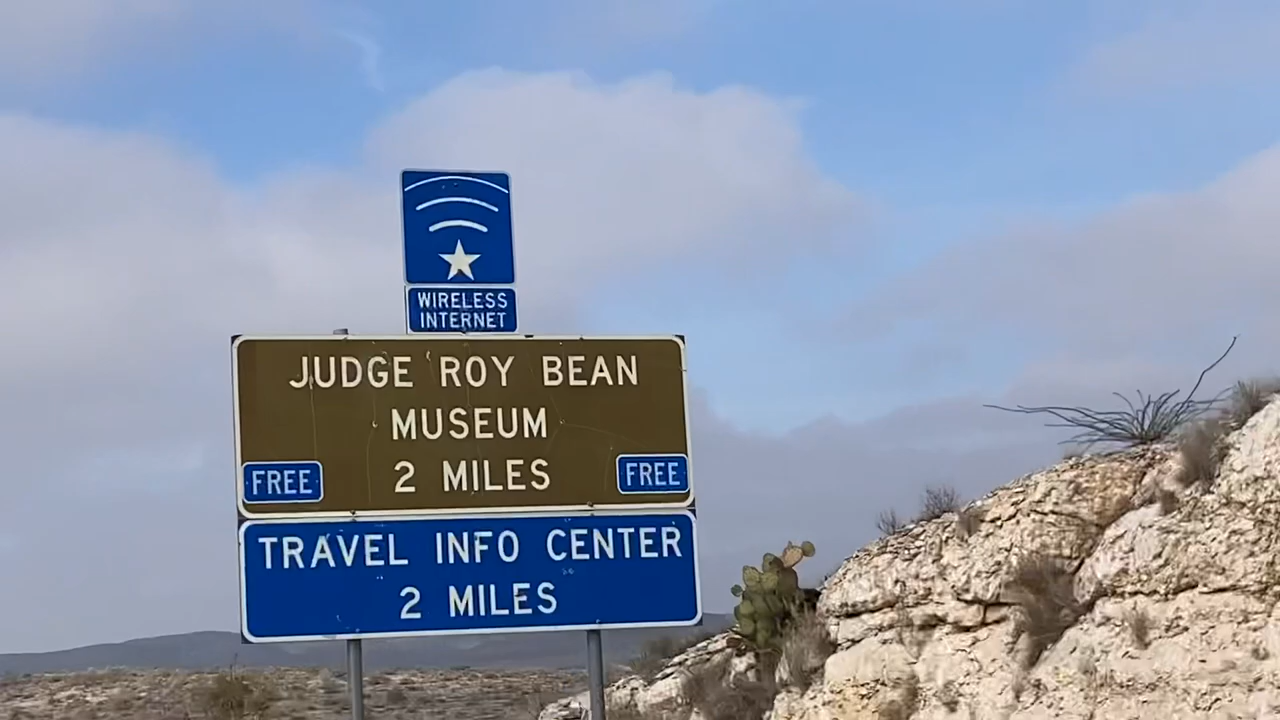 WIRELESS
INTERNET
JUDGE ROY BEAN
MUSEUM
2 MILES
FREE
FREE
TRAVEL INFO CENTER
2 MILES